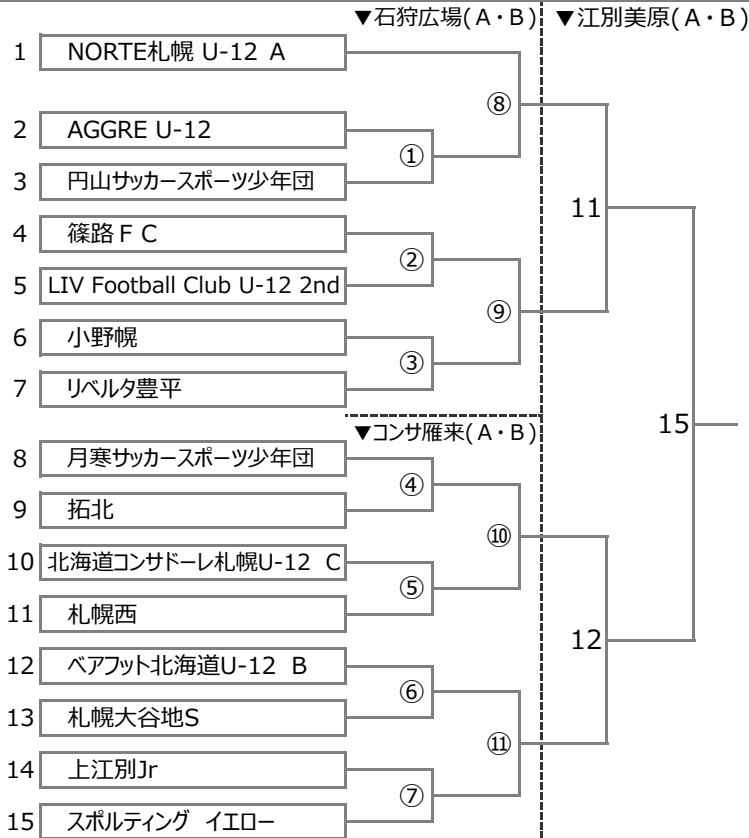 ▼石狩広場(A・B) ▼江別美原(A・B)
1 NORTE札幌 U-12 A
⑧
2 AGGRE U-12
①
3 円山サッカースポーツ少年団
11
4 篠路ＦＣ
②
5 LIV Football Club U-12 2nd
⑨
6 小野幌
③
7 リベルタ豊平
15
▼コンサ雁来(A・B)
8 月寒サッカースポーツ少年団
④
9 拓北
⑩
10 北海道コンサドーレ札幌U-12 C
⑤
11 札幌西
12
12 ベアフット北海道U-12 B
⑥
13 札幌大谷地S
⑪
14 上江別Jr
⑦
15 スポルティング イエロー